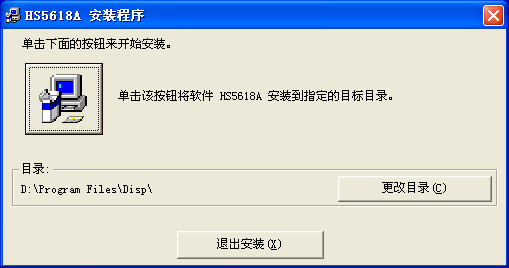 HS5618A 安装程序
单击下面的按钮来开始安装。
单击该按钮将软件 HS5618A 安装到指定的目标目录。
目录:
D:\Program Files\Disp\
更改目录(C)
退出安装(X)